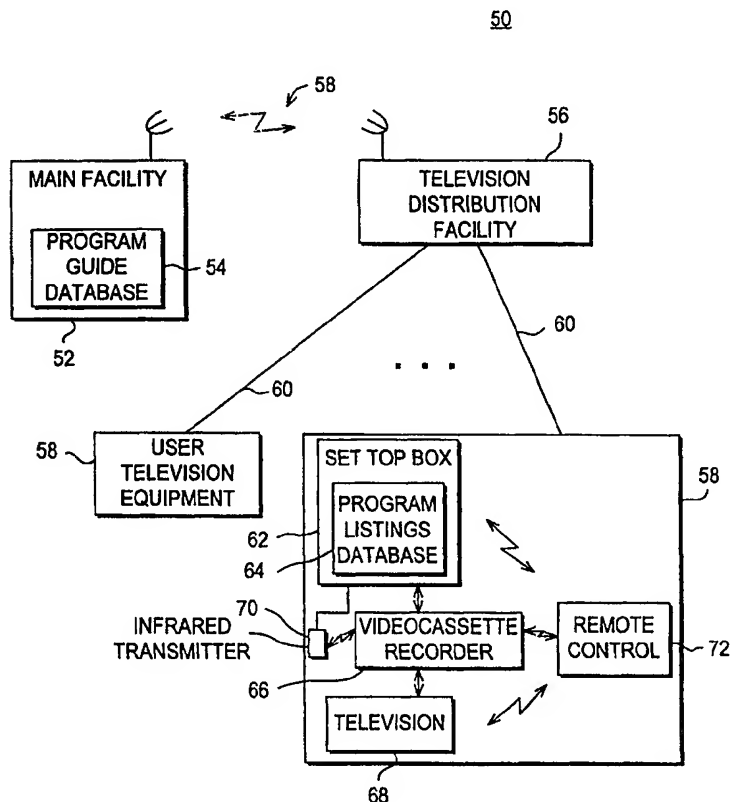 50
58
56
MAIN FACILITY
PROGRAM
GUIDE
DATABASE
54
52
TELEVISION
DISTRIBUTION
FACILITY
60
60
. . .
58
USER
TELEVISION
EQUIPMENT
SET TOP BOX
58
PROGRAM
LISTINGS
DATABASE
62
64
70
INFRARED
TRANSMITTER
VIDEOCASSETTE
RECORDER
66
REMOTE
CONTROL
72
TELEVISION
68